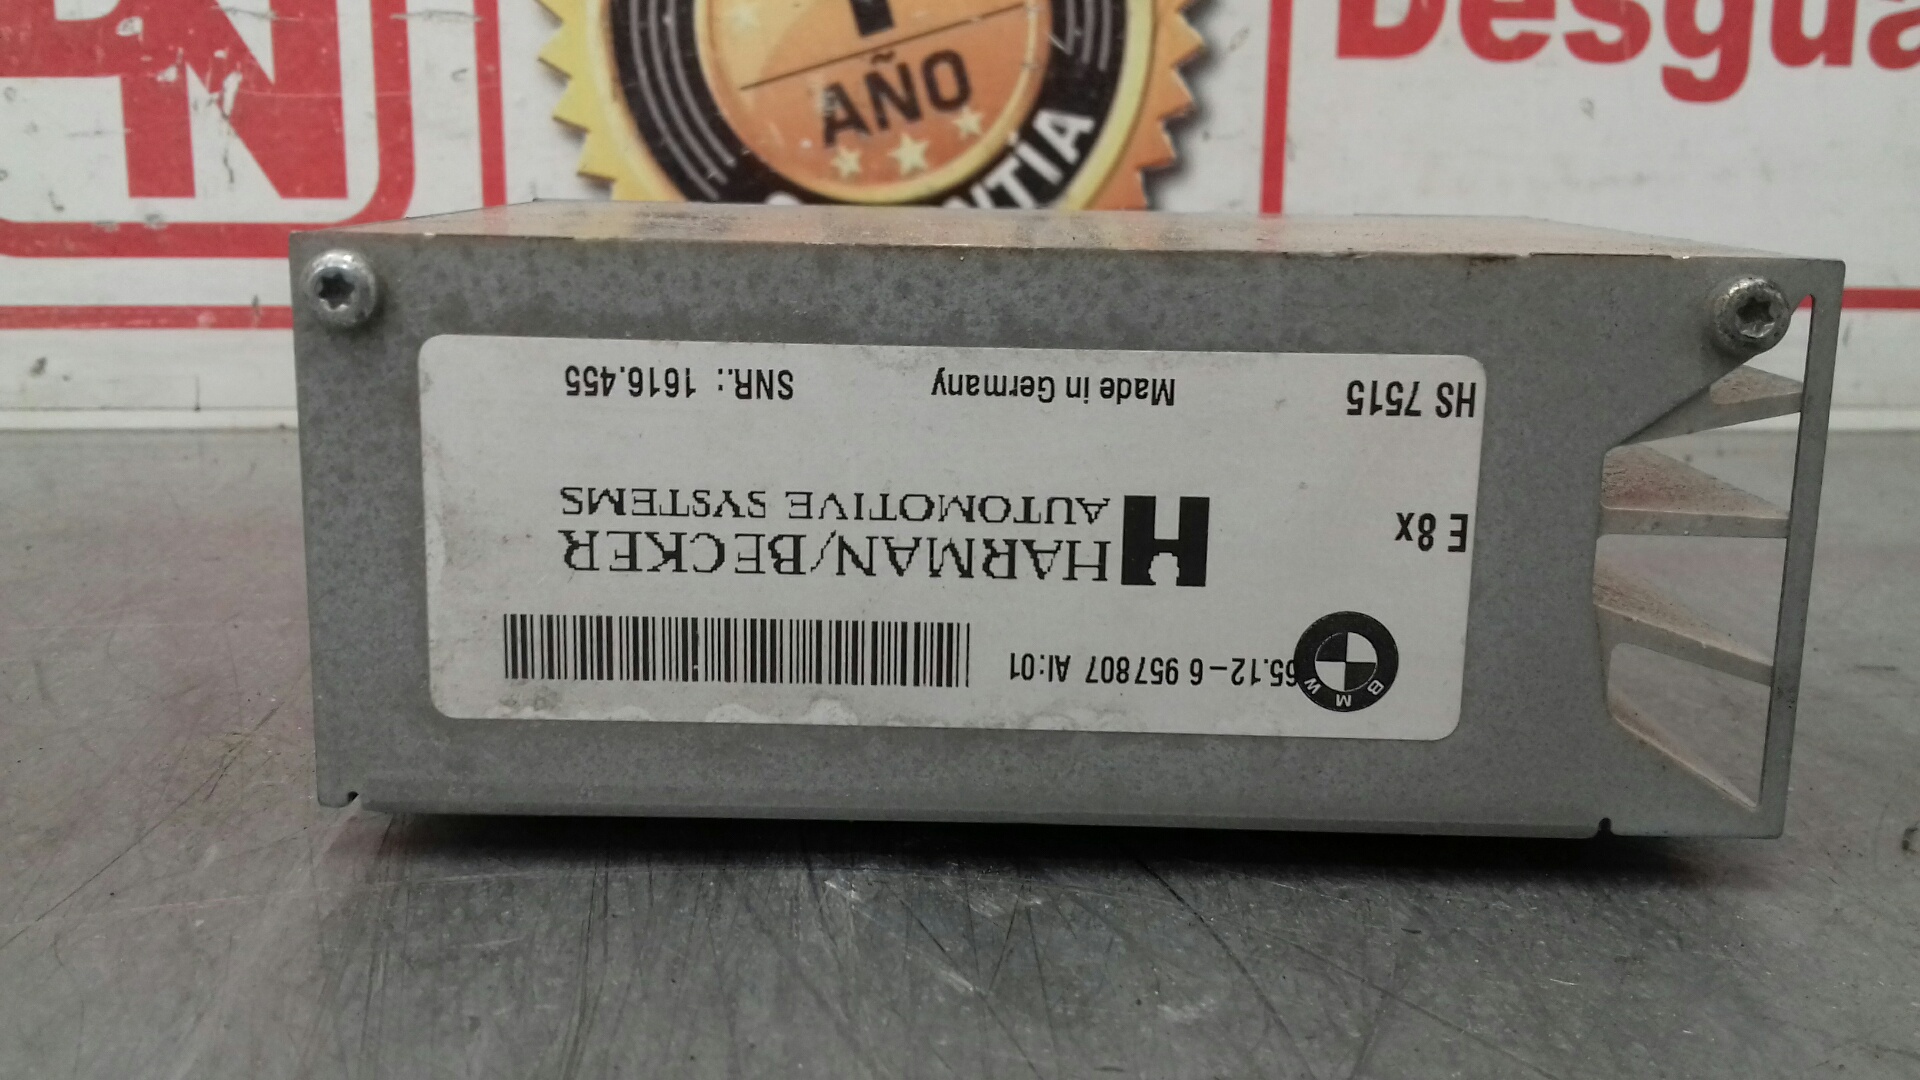 N
AÑO
Desgua
65.12-6 957807 AI:01
B M W
E 8x
HARMAN/BECKER
AUTOMOTIVE SYSTEMS
HS 7515 Made in Germany SNR.: 1616.455